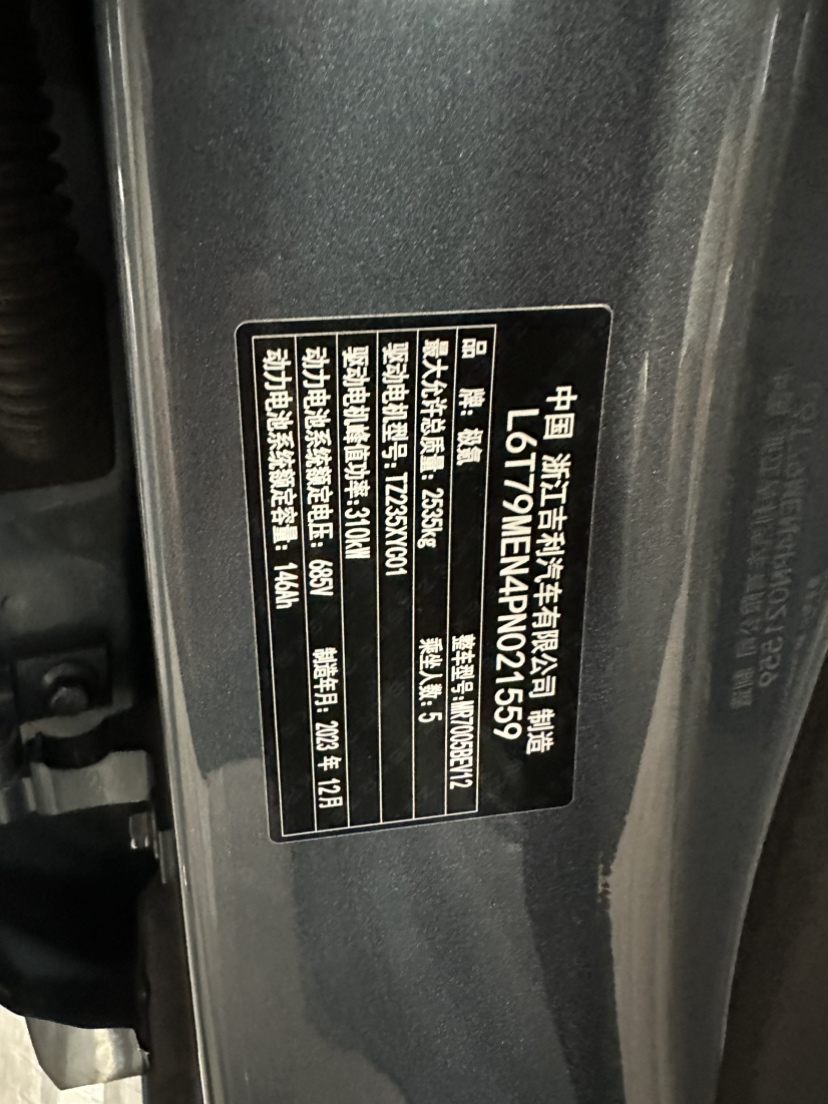 中国 浙江吉利汽车有限公司 制造
L6T79MEN4PN021559
品 牌: 极氪 整车型号:MR7005BEV12
最大允许总质量: 2535kg 乘坐人数: 5
驱动电机型号: TZ235XYC01
驱动电机峰值功率: 310kW
动力电池系统额定电压: 685V 制造年月: 2023 年 12月
动力电池系统额定容量: 146Ah